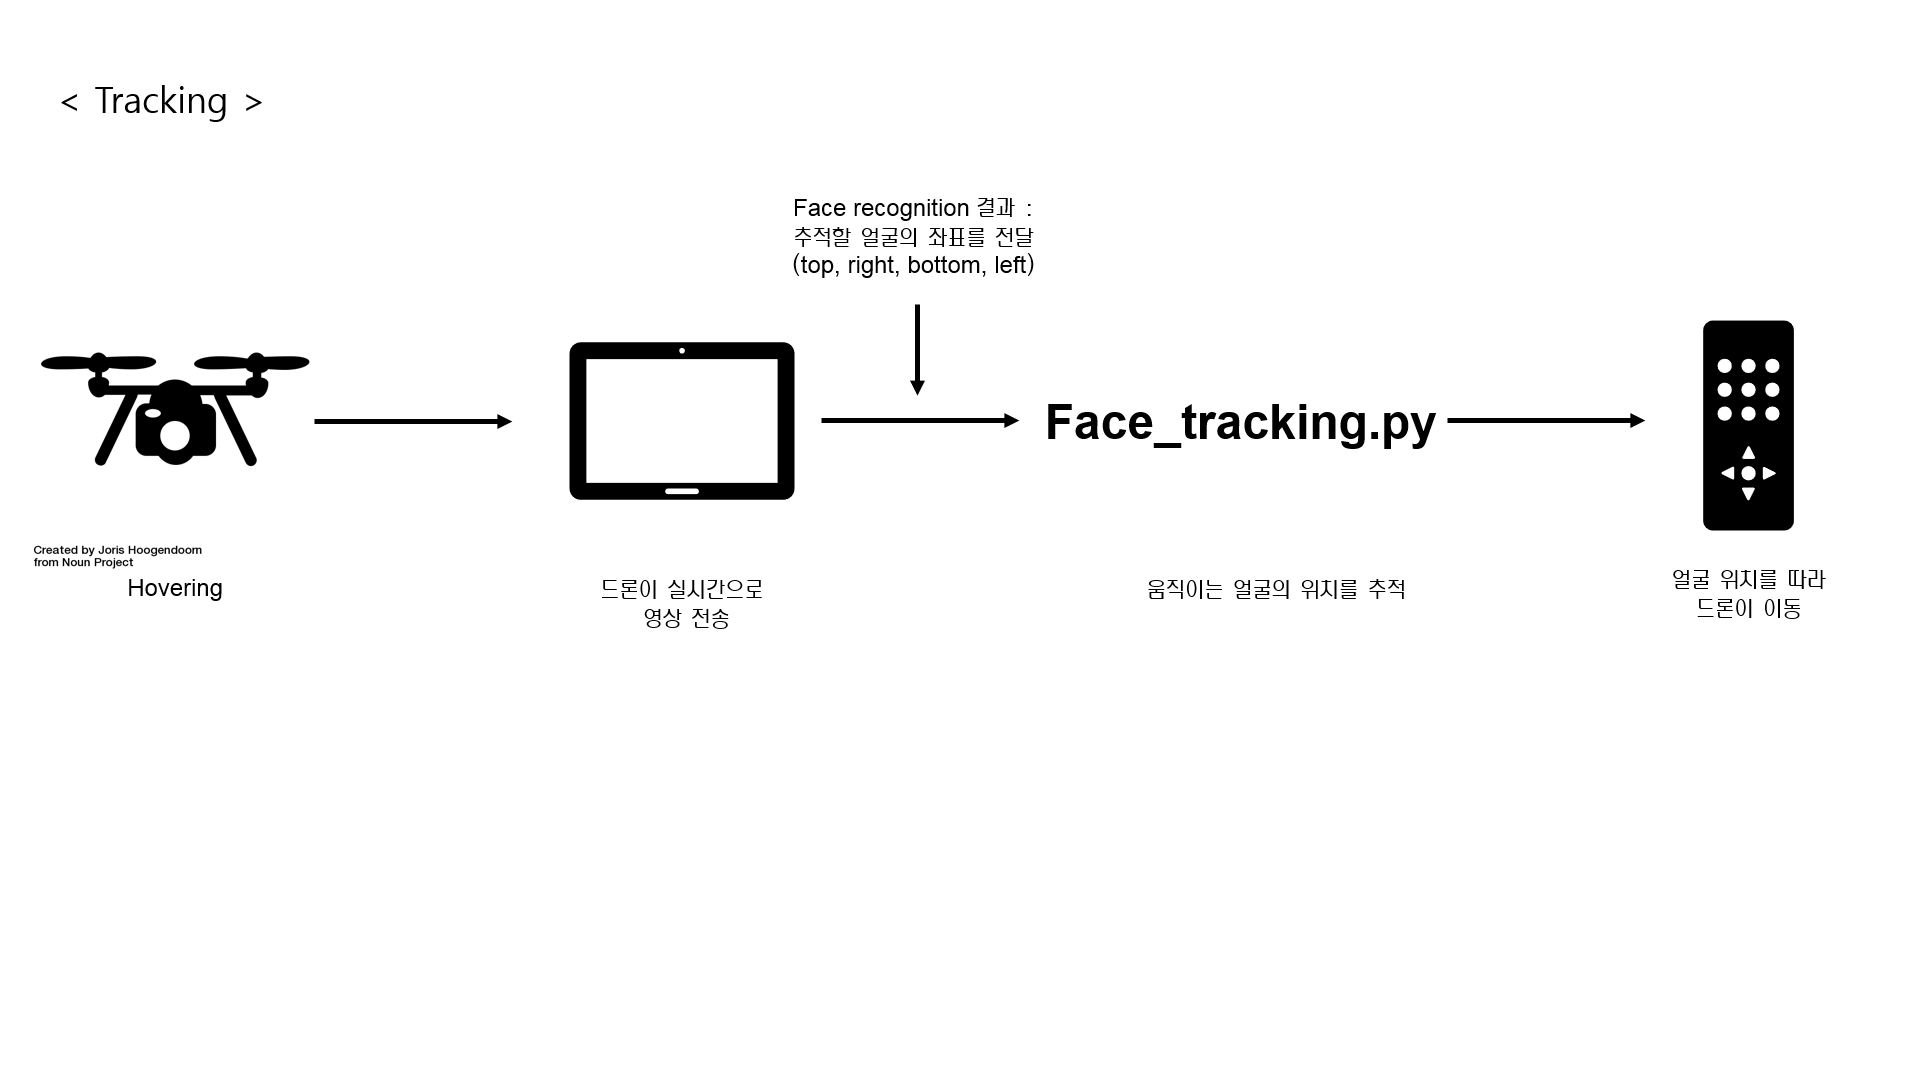 < Tracking >
Face recognition 결과 :
추적할 얼굴의 좌표를 전달
(top, right, bottom, left)
Face_tracking.py
Created by Joris Hoogendoorn
from Noun Project
Hovering
드론이 실시간으로
영상 전송
움직이는 얼굴의 위치를 추적
얼굴 위치를 따라
드론이 이동